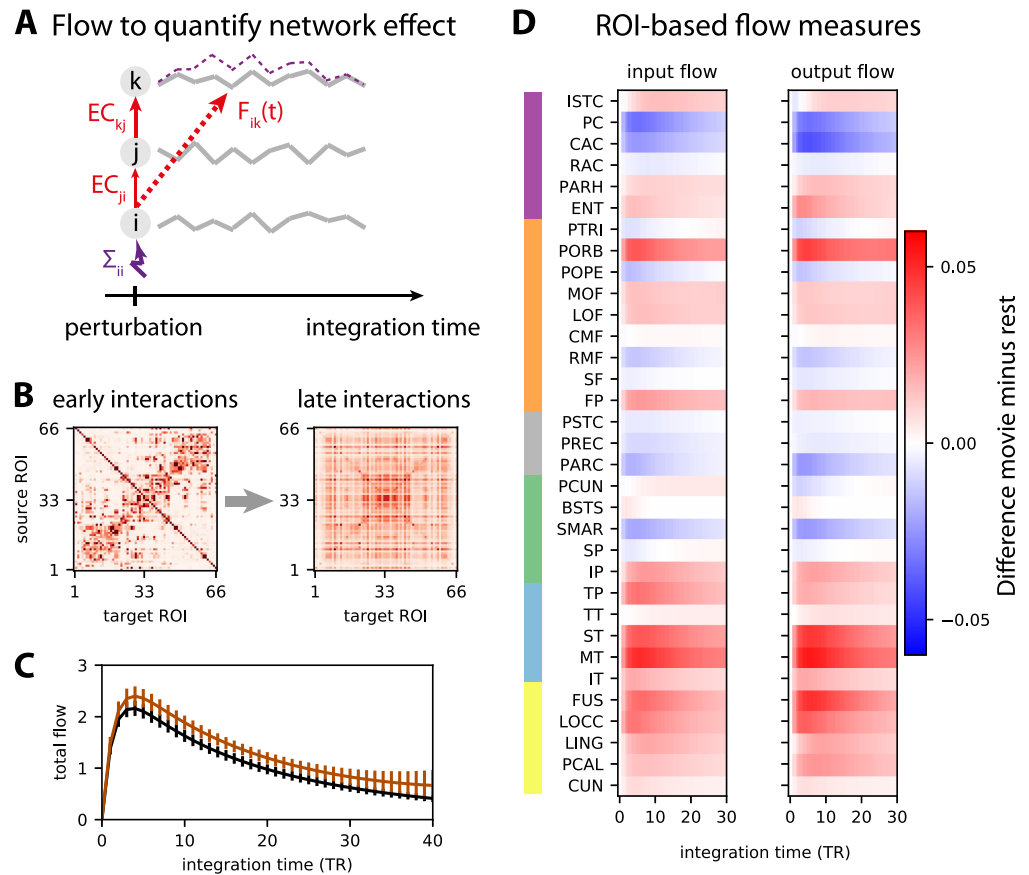 A Flow to quantify network effect
k
EC_kj
F_ik(t)
j
EC_ji
i
Σ_ii
perturbation
integration time
B
early interactions
late interactions
66
33
1
source ROI
1 33 66
target ROI
66
33
1
1 33 66
target ROI
C
3
2
1
0
total flow
0 10 20 30 40
integration time (TR)
D ROI-based flow measures
input flow
output flow
ISTC
PC
CAC
RAC
PARH
ENT
PTRI
PORB
POPE
MOF
LOF
CMF
RMF
SF
FP
PSTC
PREC
PARC
PCUN
BSTS
SMAR
SP
IP
TP
TT
ST
MT
IT
FUS
LOCC
LING
PCAL
CUN
0 10 20 30
0 10 20 30
integration time (TR)
0.05
0.00
−0.05
Difference movie minus rest